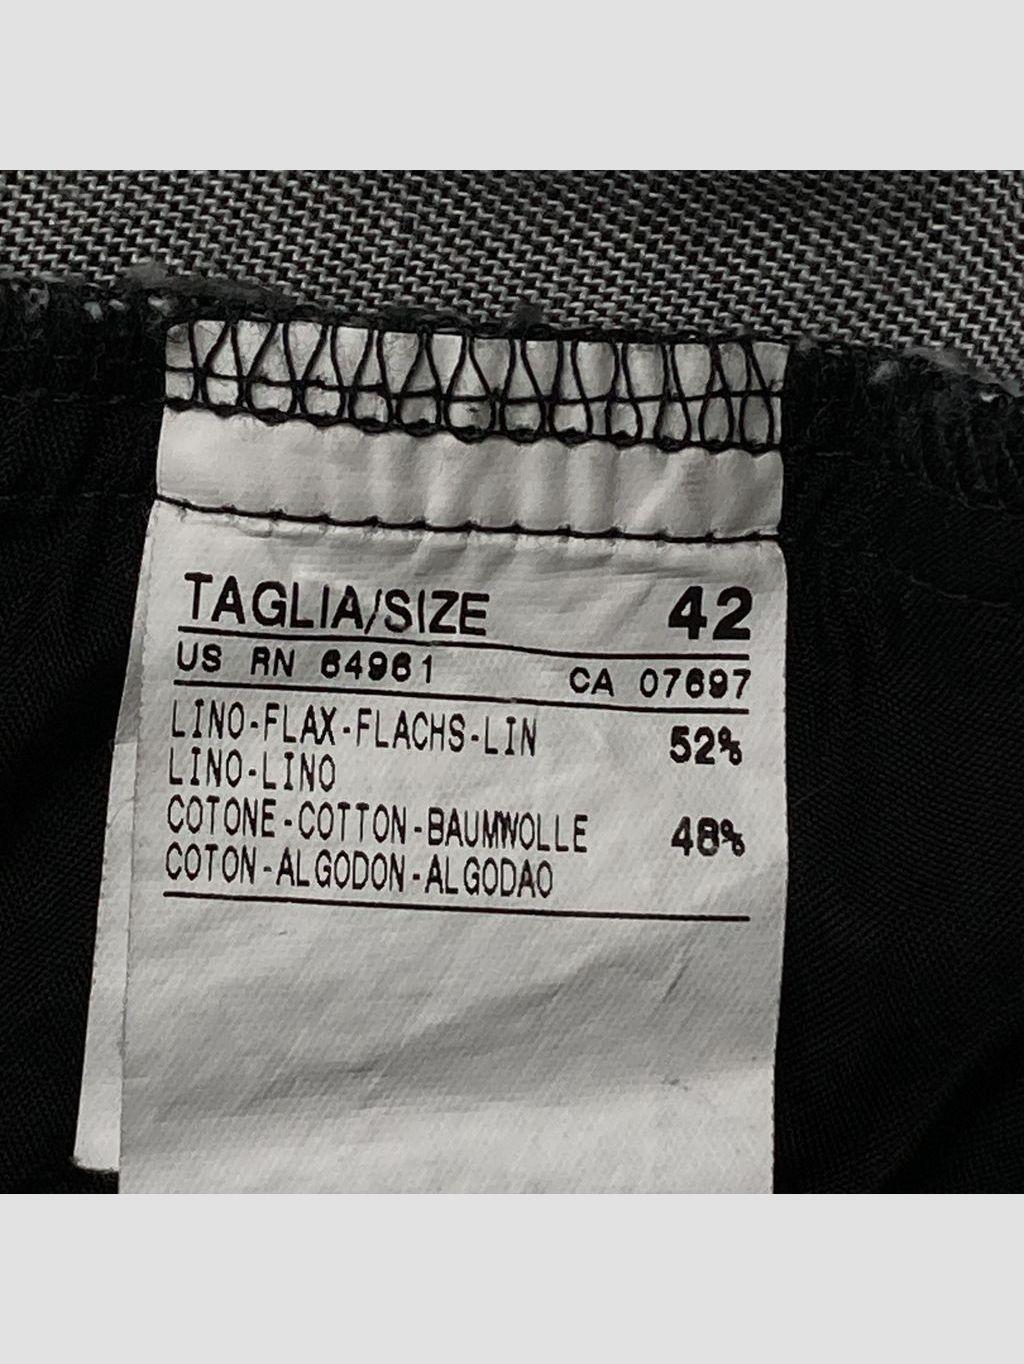 TAGLIA/SIZE 42
US RN 64961 CA 07697
LINO-FLAX-FLACHS-LIN 52%
LINO-LINO
COTONE-COTTON-BAUMWOLLE 48%
COTON-ALGODON-ALGODAO